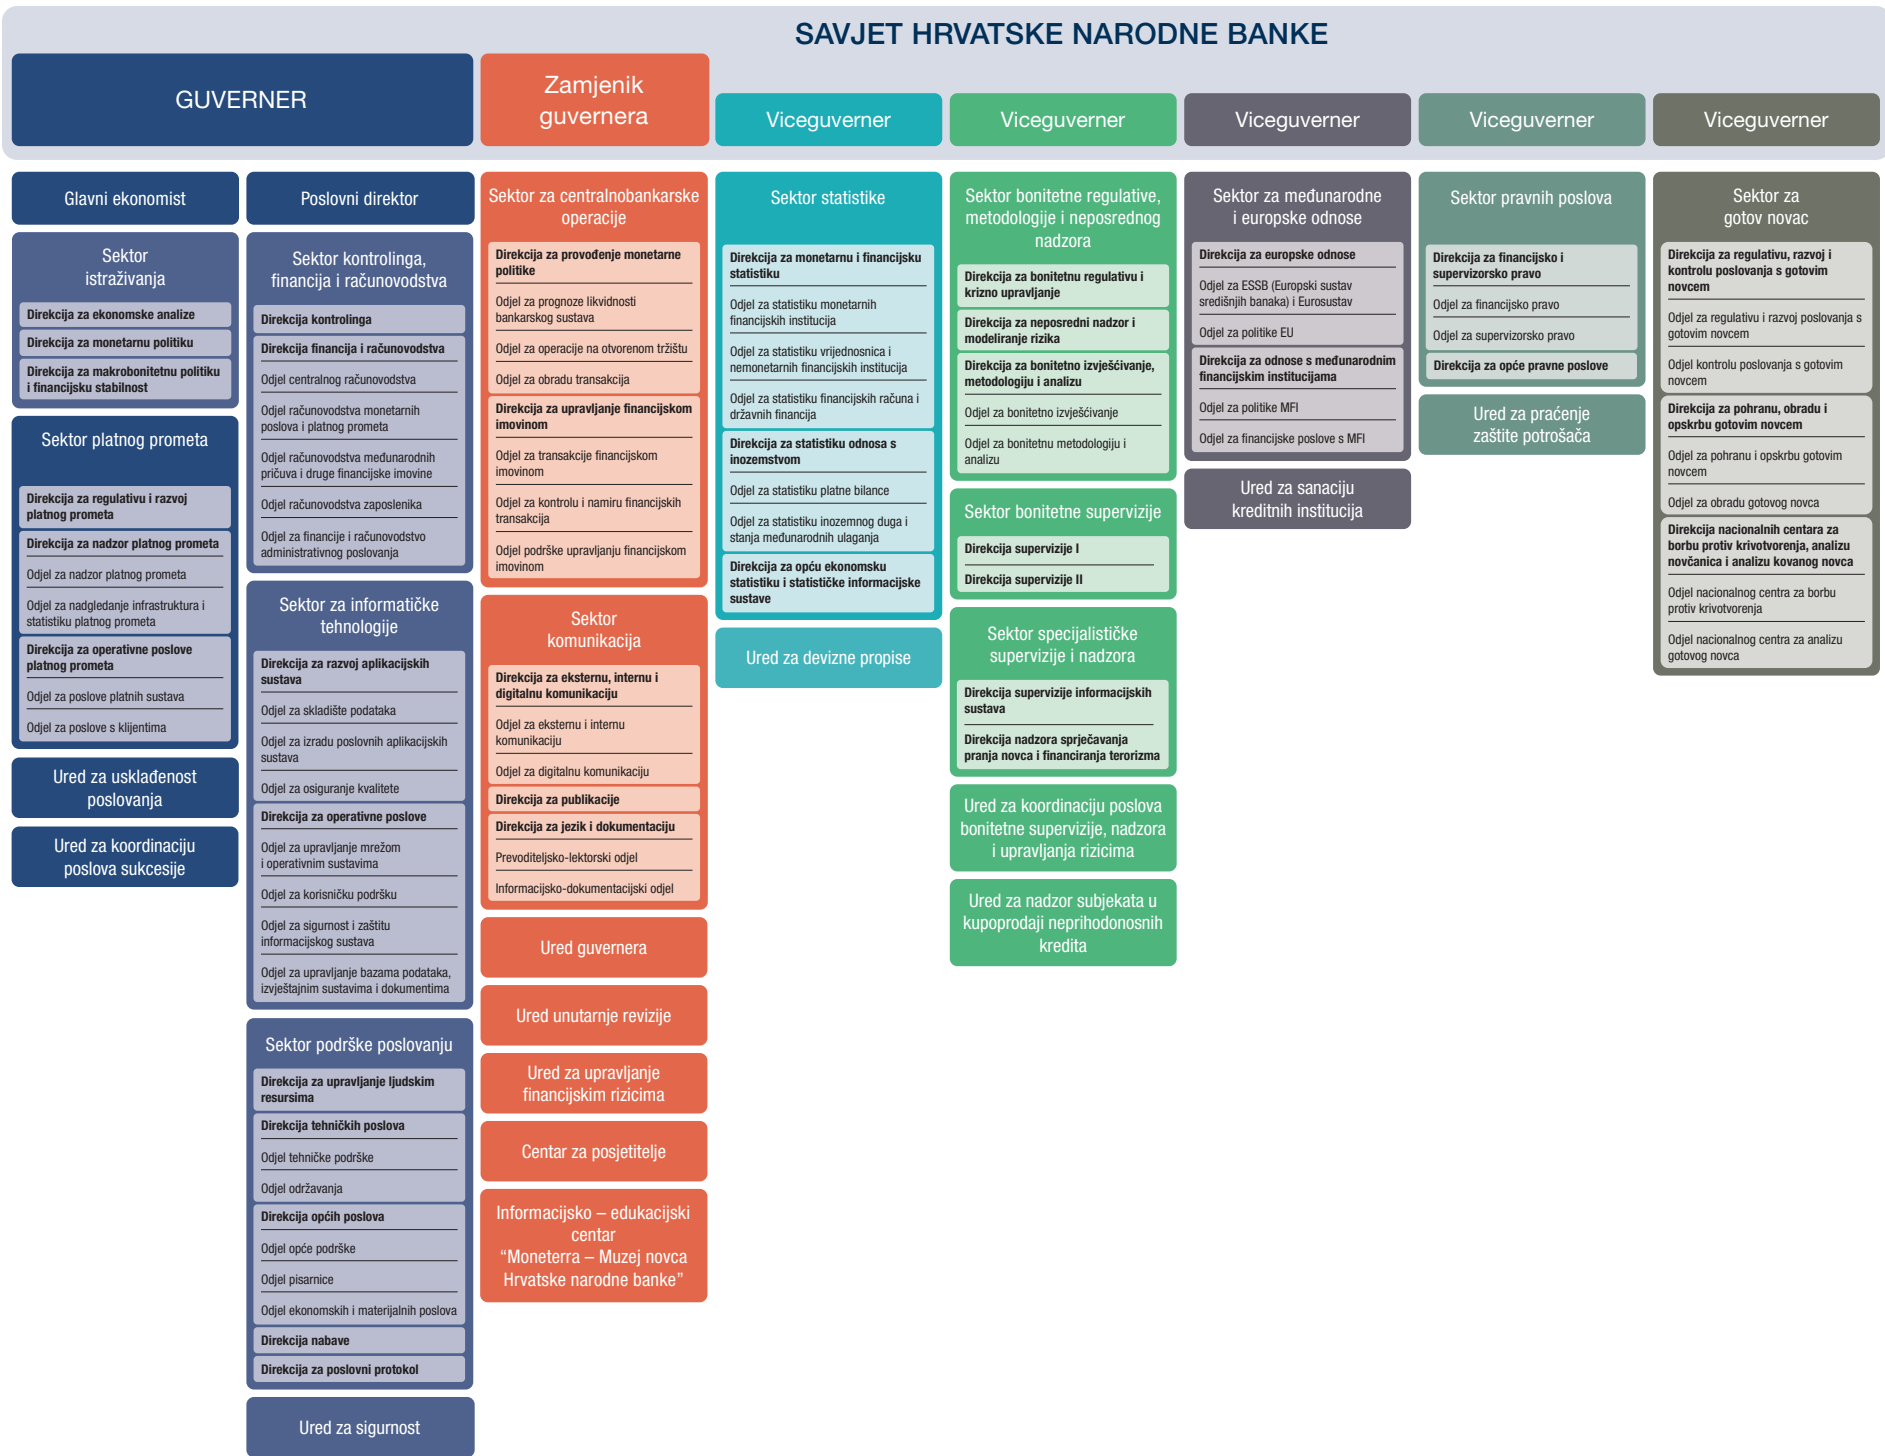 SAVJET HRVATSKE NARODNE BANKE
GUVERNER
Zamjenik
guvernera
Viceguverner
Viceguverner
Viceguverner
Viceguverner
Viceguverner
Glavni ekonomist
Sektor
istraživanja
Direkcija za ekonomske analize
Direkcija za monetarnu politiku
Direkcija za makrobonitetnu politiku
i financijsku stabilnost
Sektor platnog prometa
Direkcija za regulativu i razvoj
platnog prometa
Direkcija za nadzor platnog prometa
Odjel za nadzor platnog prometa
Odjel za nadgledanje infrastruktura i
statistiku platnog prometa
Direkcija za operativne poslove
platnog prometa
Odjel za poslove platnih sustava
Odjel za poslove s klijentima
Ured za usklađenost
poslovanja
Ured za koordinaciju
poslova sukcesije
Poslovni direktor
Sektor kontrolinga,
financija i računovodstva
Direkcija kontrolinga
Direkcija financija i računovodstva
Odjel centralnog računovodstva
Odjel računovodstva monetarnih
poslova i platnog prometa
Odjel računovodstva međunarodnih
pričuva i druge financijske imovine
Odjel računovodstva zaposlenika
Odjel za financije i računovodstvo
administrativnog poslovanja
Sektor za informatičke
tehnologije
Direkcija za razvoj aplikacijskih
sustava
Odjel za skladište podataka
Odjel za izradu poslovnih aplikacijskih
sustava
Odjel za osiguranje kvalitete
Direkcija za operativne poslove
Odjel za upravljanje mrežom
i operativnim sustavima
Odjel za korisničku podršku
Odjel za sigurnost i zaštitu
informacijskog sustava
Odjel za upravljanje bazama podataka,
izvještajnim sustavima i dokumentima
Sektor podrške poslovanju
Direkcija za upravljanje ljudskim
resursima
Direkcija tehničkih poslova
Odjel tehničke podrške
Odjel održavanja
Direkcija općih poslova
Odjel opće podrške
Odjel pisarnice
Odjel ekonomskih i materijalnih poslova
Direkcija nabave
Direkcija za poslovni protokol
Ured za sigurnost
Sektor za centralnobankarske
operacije
Direkcija za provođenje monetarne
politike
Odjel za prognoze likvidnosti
bankarskog sustava
Odjel za operacije na otvorenom tržištu
Odjel za obradu transakcija
Direkcija za upravljanje financijskom
imovinom
Odjel za transakcije financijskom
imovinom
Odjel za kontrolu i namiru financijskih
transakcija
Odjel podrške upravljanju financijskom
imovinom
Sektor
komunikacija
Direkcija za eksternu, internu i
digitalnu komunikaciju
Odjel za eksternu i internu
komunikaciju
Odjel za digitalnu komunikaciju
Direkcija za publikacije
Direkcija za jezik i dokumentaciju
Prevoditeljsko-lektorski odjel
Informacijsko-dokumentacijski odjel
Ured guvernera
Ured unutarnje revizije
Ured za upravljanje
financijskim rizicima
Centar za posjetitelje
Informacijsko – edukacijski
centar
“Moneterra – Muzej novca
Hrvatske narodne banke”
Sektor statistike
Direkcija za monetarnu i financijsku
statistiku
Odjel za statistiku monetarnih
financijskih institucija
Odjel za statistiku vrijednosnica i
nemonetarnih financijskih institucija
Odjel za statistiku financijskih računa i
državnih financija
Direkcija za statistiku odnosa s
inozemstvom
Odjel za statistiku platne bilance
Odjel za statistiku inozemnog duga i
stanja međunarodnih ulaganja
Direkcija za opću ekonomsku
statistiku i statističke informacijske
sustave
Ured za devizne propise
Sektor bonitetne regulative,
metodologije i neposrednog
nadzora
Direkcija za bonitetnu regulativu i
krizno upravljanje
Direkcija za neposredni nadzor i
modeliranje rizika
Direkcija za bonitetno izvješćivanje,
metodologiju i analizu
Odjel za bonitetno izvješćivanje
Odjel za bonitetnu metodologiju i
analizu
Sektor bonitetne supervizije
Direkcija supervizije I
Direkcija supervizije II
Sektor specijalističke
supervizije i nadzora
Direkcija supervizije informacijskih
sustava
Direkcija nadzora sprječavanja
pranja novca i financiranja terorizma
Ured za koordinaciju poslova
bonitetne supervizije, nadzora
i upravljanja rizicima
Ured za nadzor subjekata u
kupoprodaji neprihodonosnih
kredita
Sektor za međunarodne
i europske odnose
Direkcija za europske odnose
Odjel za ESSB (Europski sustav
središnjih banaka) i Eurosustav
Odjel za politike EU
Direkcija za odnose s međunarodnim
financijskim institucijama
Odjel za politike MFI
Odjel za financijske poslove s MFI
Ured za sanaciju
kreditnih institucija
Sektor pravnih poslova
Direkcija za financijsko i
supervizorsko pravo
Odjel za financijsko pravo
Odjel za supervizorsko pravo
Direkcija za opće pravne poslove
Ured za praćenje
zaštite potrošača
Sektor za
gotov novac
Direkcija za regulativu, razvoj i
kontrolu poslovanja s gotovim
novcem
Odjel za regulativu i razvoj poslovanja s
gotovim novcem
Odjel kontrolu poslovanja s gotovim
novcem
Direkcija za pohranu, obradu i
opskrbu gotovim novcem
Odjel za pohranu i opskrbu gotovim
novcem
Odjel za obradu gotovog novca
Direkcija nacionalnih centara za
borbu protiv krivotvorenja, analizu
novčanica i analizu kovanog novca
Odjel nacionalnog centra za borbu
protiv krivotvorenja
Odjel nacionalnog centra za analizu
gotovog novca